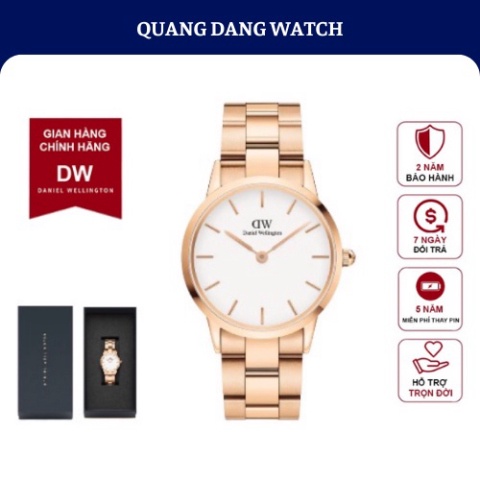 QUANG DANG WATCH
GIAN HÀNG
CHÍNH HÃNG
DW
DANIEL WELLINGTON
DW
Daniel Wellington
2 NĂM
BẢO HÀNH
7 NGÀY
ĐỔI TRẢ
5 NĂM
MIỄN PHÍ THAY PIN
HỖ TRỢ
TRỌN ĐỜI